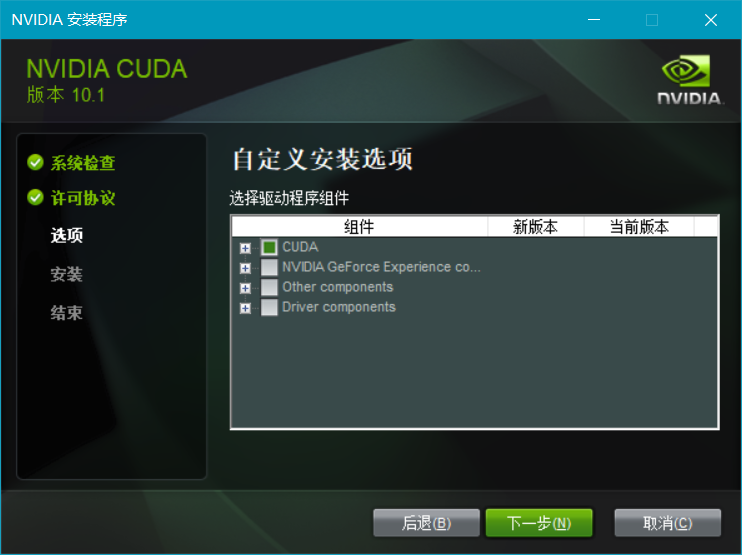 NVIDIA 安装程序
NVIDIA CUDA
版本 10.1
NVIDIA
系统检查
许可协议
选项
安装
结束
自定义安装选项
选择驱动程序组件
组件 新版本 当前版本
CUDA
NVIDIA GeForce Experience co...
Other components
Driver components
后退(B) 下一步(N) 取消(C)